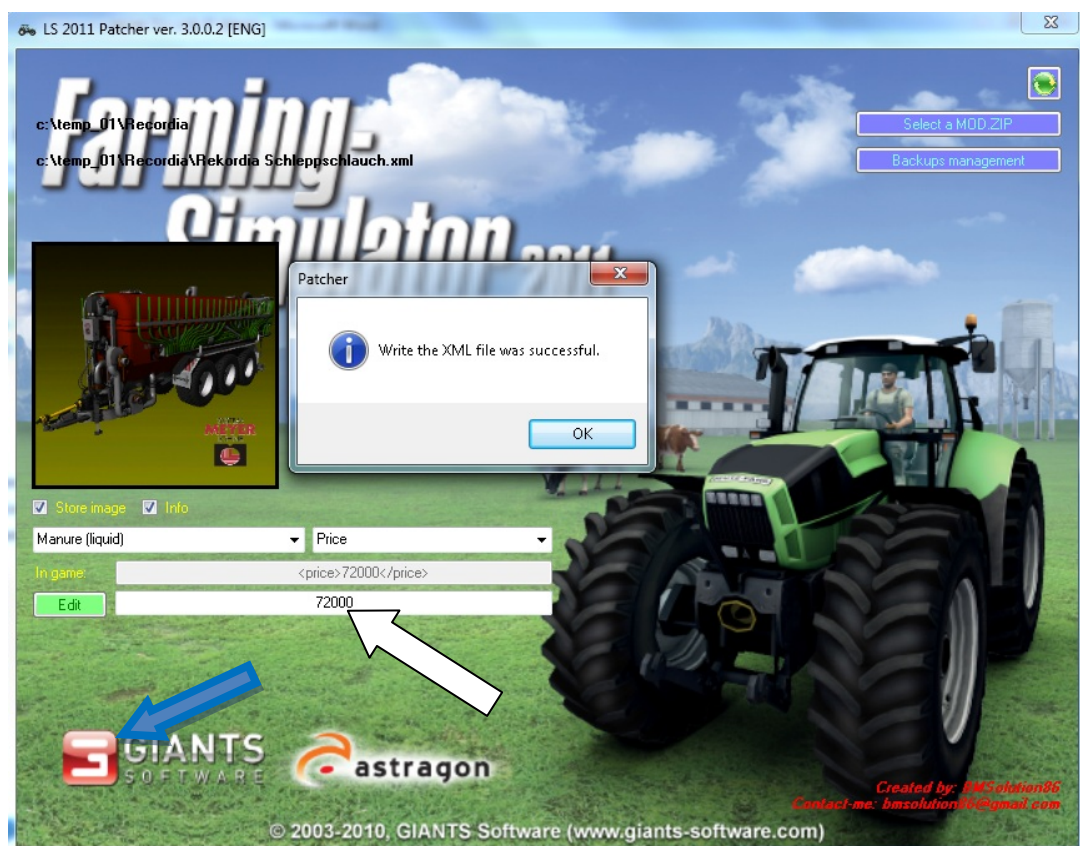 LS 2011 Patcher ver. 3.0.0.2 [ENG]
Farming-
Simulator 2011
c:\temp_01\Recordia
c:\temp_01\Recordia\Rekordia Schleppschlauch.xml
Select a MOD.ZIP
Backups management
Patcher
Write the XML file was successful.
OK
MEYER
Store image
Info
Manure (liquid)
Price
In game:
<price>72000</price>
Edit
72000
GIANTS
SOFTWARE
astragon
Created by: BMSolution86
Contact-me: bmsolution86@gmail.com
© 2003-2010, GIANTS Software (www.giants-software.com)